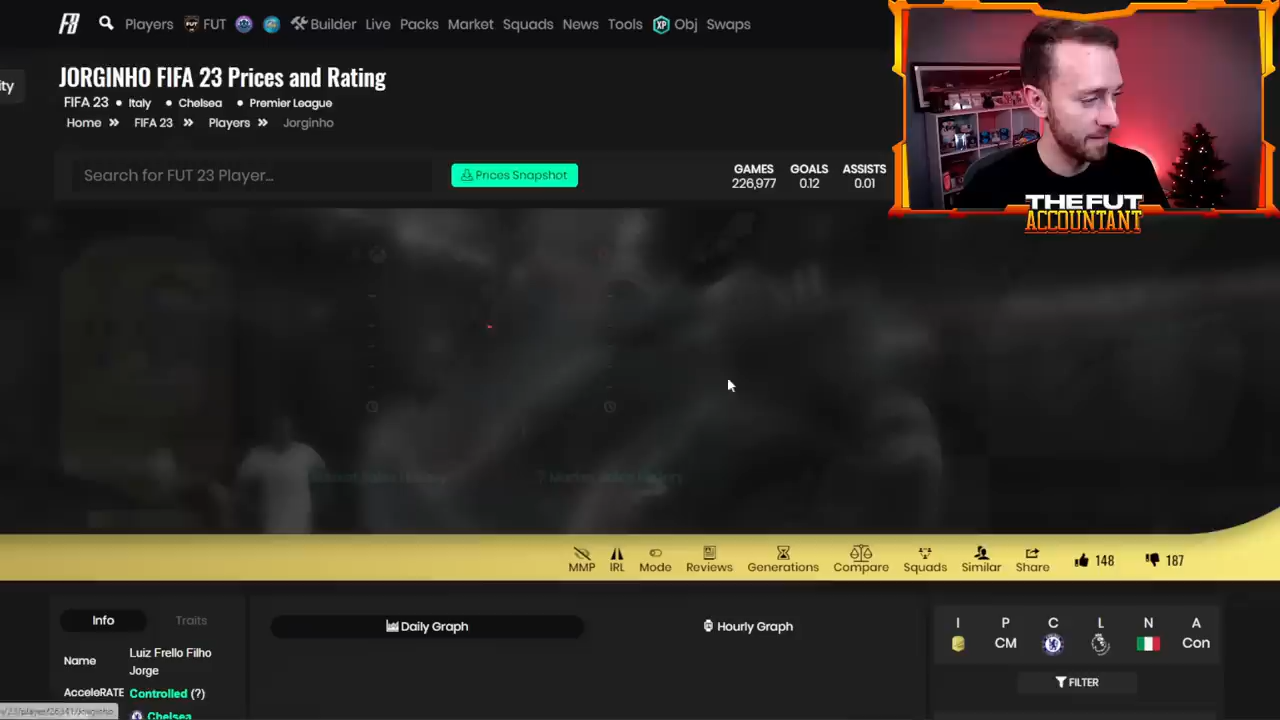 Players FUT Builder Live Packs Market Squads News Tools XP Obj Swaps
ity
JORGINHO FIFA 23 Prices and Rating
FIFA 23 • Italy • Chelsea • Premier League
Home » FIFA 23 » Players » Jorginho
Search for FUT 23 Player...
Prices Snapshot
GAMES GOALS ASSISTS
226,977 0.12 0.01
THE FUT
ACCOUNTANT
MMP IRL Mode Reviews Generations Compare Squads Similar Share 148 187
Info Traits
Daily Graph Hourly Graph
Name Luiz Frello Filho
Jorge
AcceleRATE Controlled (?)
Chelsea
I P C L N A
CM Con
FILTER